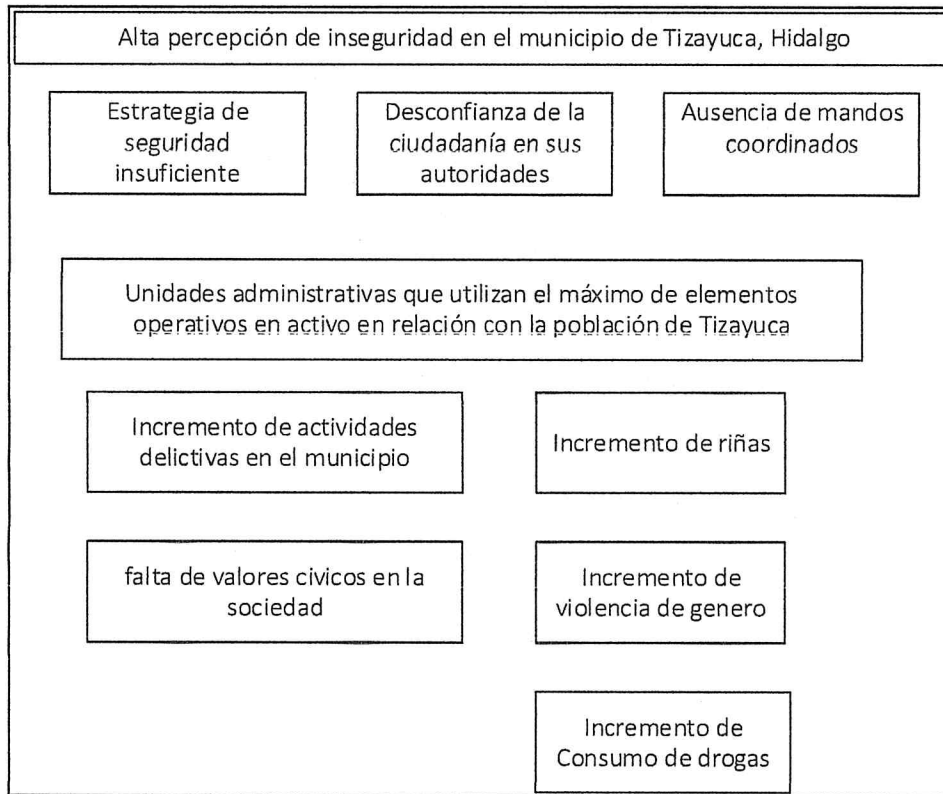 Alta percepción de inseguridad en el municipio de Tizayuca, Hidalgo
Estrategia de
seguridad
insuficiente
Desconfianza de la
ciudadanía en sus
autoridades
Ausencia de mandos
coordinados
Unidades administrativas que utilizan el máximo de elementos
operativos en activo en relación con la población de Tizayuca
Incremento de actividades
delictivas en el municipio
Incremento de riñas
falta de valores cívicos en la
sociedad
Incremento de
violencia de genero
Incremento de
Consumo de drogas